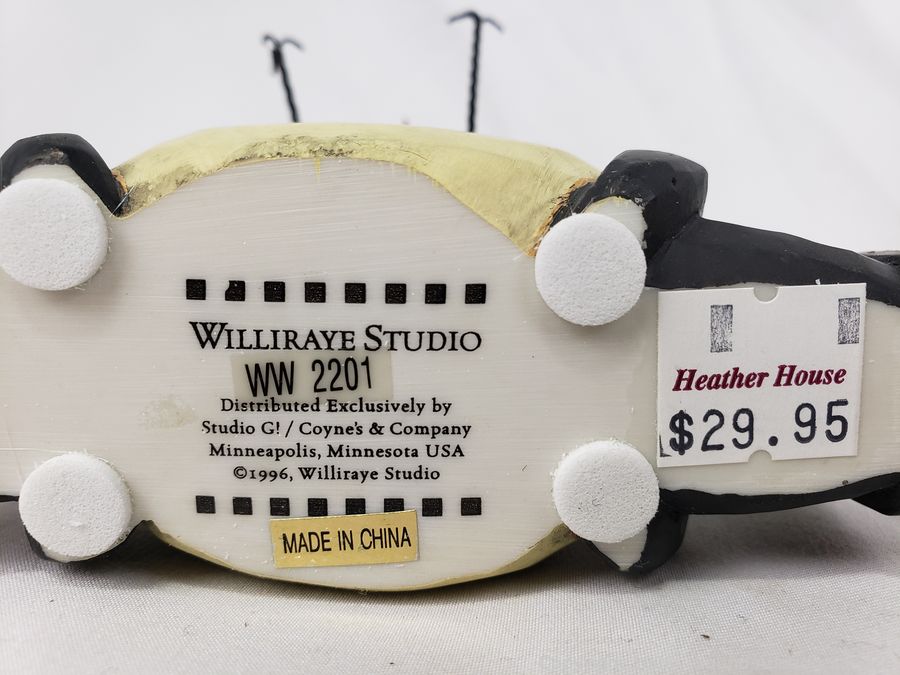 WILLIRAYE STUDIO
WW 2201
Distributed Exclusively by
Studio G! / Coyne's & Company
Minneapolis, Minnesota USA
©1996, Williraye Studio
MADE IN CHINA
Heather House
$29.95